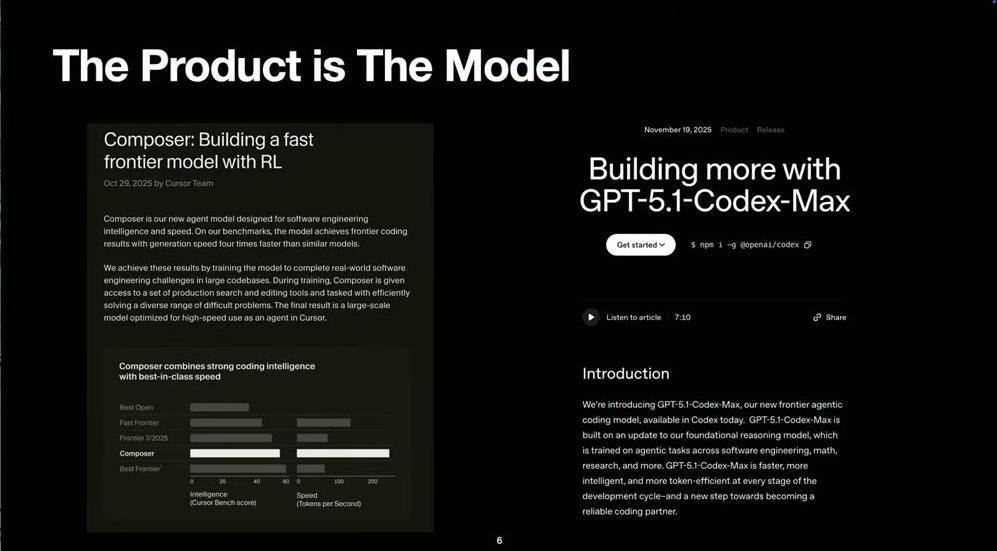 The Product is The Model
Composer: Building a fast
frontier model with RL
Oct 29, 2025 by Cursor Team
Composer is our new agent model designed for software engineering
intelligence and speed. On our benchmarks, the model achieves frontier coding
results with generation speed four times faster than similar models.
We achieve these results by training the model to complete real-world software
engineering challenges in large codebases. During training, Composer is given
access to a set of production search and editing tools and tasked with efficiently
solving a diverse range of difficult problems. The final result is a large-scale
model optimized for high-speed use as an agent in Cursor.
Composer combines strong coding intelligence
with best-in-class speed
Best Open
Fast Frontier
Frontier 7/2025
Composer
Best Frontier
0 20 40 60
0 100 200
Intelligence
(Cursor Bench score)
Speed
(Tokens per Second)
November 19, 2025 Product Release
Building more with
GPT-5.1-Codex-Max
Get started
$ npm i -g @openai/codex
Listen to article 7:10
Share
Introduction
We're introducing GPT-5.1-Codex-Max, our new frontier agentic
coding model, available in Codex today. GPT-5.1-Codex-Max is
built on an update to our foundational reasoning model, which
is trained on agentic tasks across software engineering, math,
research, and more. GPT-5.1-Codex-Max is faster, more
intelligent, and more token-efficient at every stage of the
development cycle–and a new step towards becoming a
reliable coding partner.
6